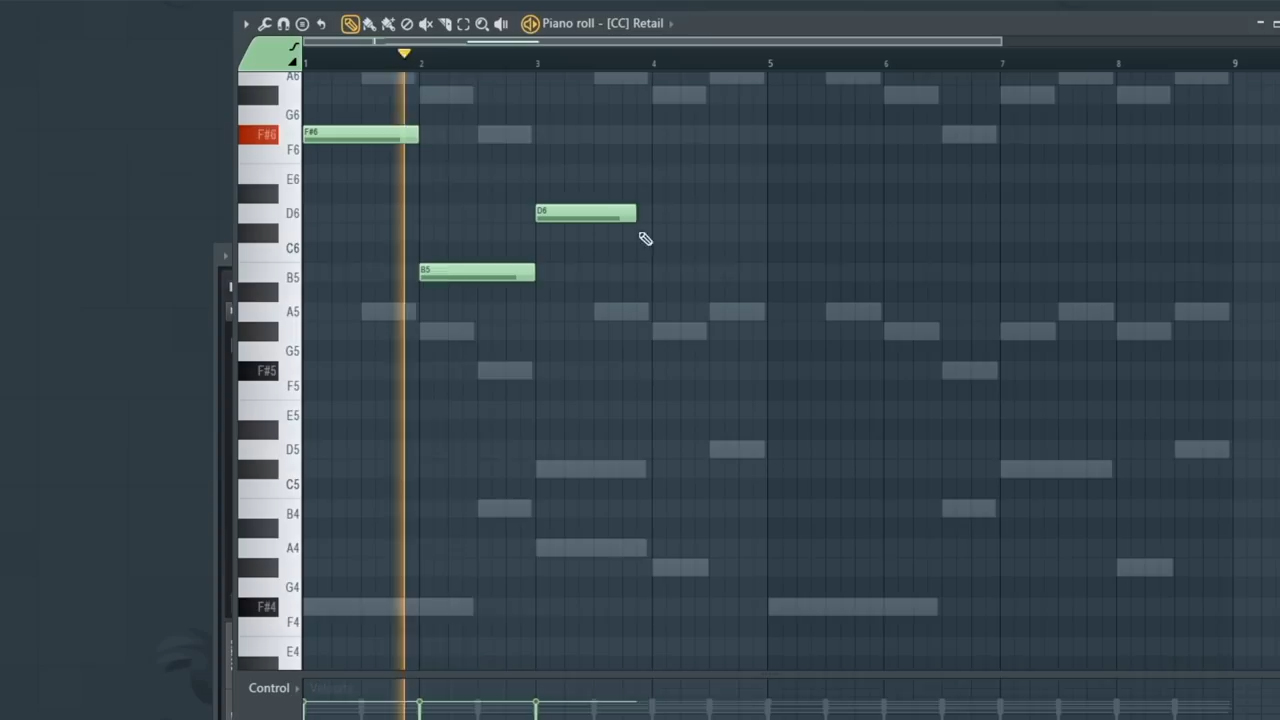 Piano roll - [CC] Retail
1 2 3 4 5 6 7 8 9
A6
G6
F#6 F#6
F6
E6
D6 D6
C6
B5 B5
A5
G5
F#5
F5
E5
D5
C5
B4
A4
G4
F#4
F4
E4
Control
Velocity